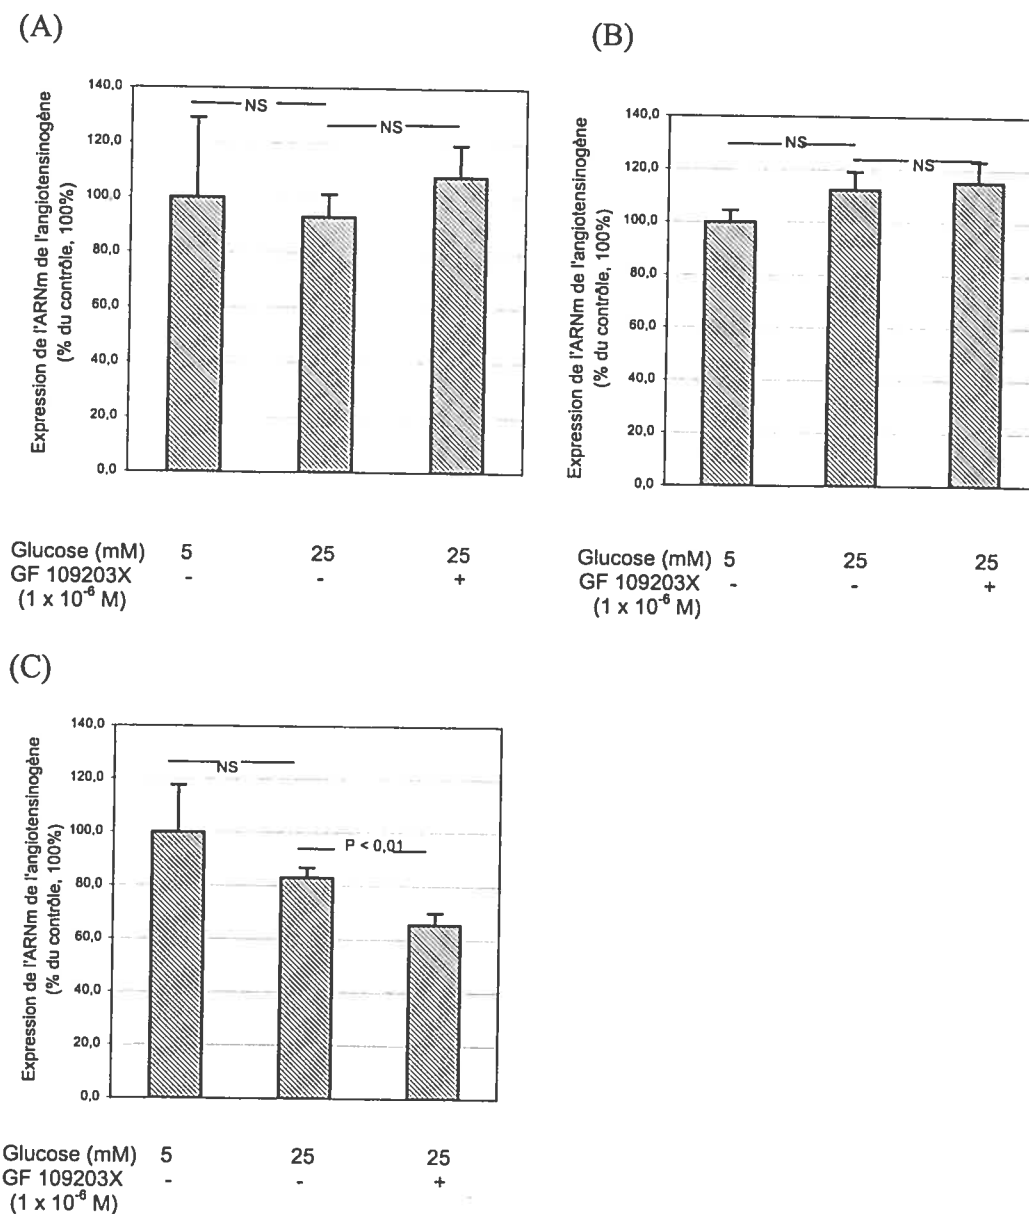 (A)
Expression de l'ARNm de l'angiotensinogène
(% du contrôle, 100%)
140,0
120,0
100,0
80,0
60,0
40,0
20,0
0,0
NS
NS
Glucose (mM) 5 25 25
GF 109203X - - +
(1 x 10⁻⁶ M)
(B)
Expression de l'ARNm de l'angiotensinogène
(% du contrôle, 100%)
140,0
120,0
100,0
80,0
60,0
40,0
20,0
0,0
NS
NS
Glucose (mM) 5 25 25
GF 109203X - - +
(1 x 10⁻⁶ M)
(C)
Expression de l'ARNm de l'angiotensinogène
(% du contrôle, 100%)
140,0
120,0
100,0
80,0
60,0
40,0
20,0
0,0
NS
P < 0,01
Glucose (mM) 5 25 25
GF 109203X - - +
(1 x 10⁻⁶ M)